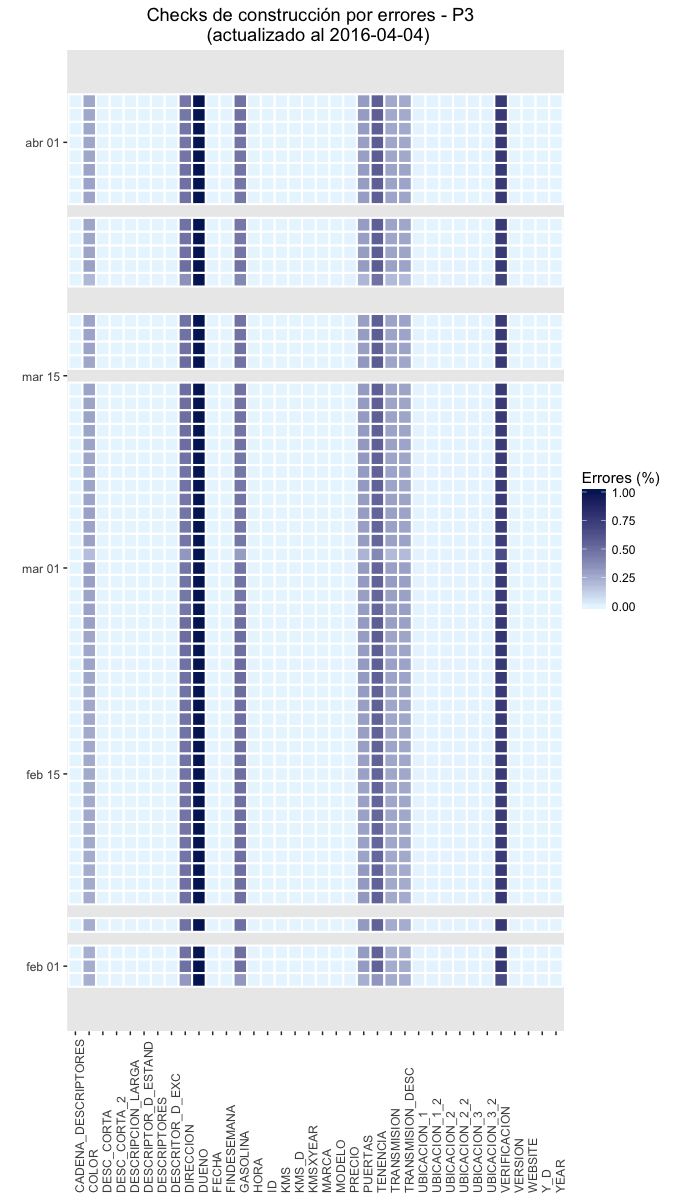 Checks de construcción por errores - P3
(actualizado al 2016-04-04)
abr 01
mar 15
mar 01
feb 15
feb 01
Errores (%)
1.00
0.75
0.50
0.25
0.00
CADENA_DESCRIPTORES
COLOR
DESC_CORTA
DESC_CORTA_2
DESCRIPCION_LARGA
DESCRIPTOR_D_ESTAND
DESCRIPTORES
DESCRITOR_D_EXC
DIRECCION
DUENO
FECHA
FINDESEMANA
GASOLINA
HORA
ID
KMS
KMS_D
KMSXYEAR
MARCA
MODELO
PRECIO
PUERTAS
TENENCIA
TRANSMISION
TRANSMISION_DESC
UBICACION_1
UBICACION_1_2
UBICACION_2
UBICACION_2_2
UBICACION_3
UBICACION_3_2
VERIFICACION
VERSION
WEBSITE
Y_D
YEAR